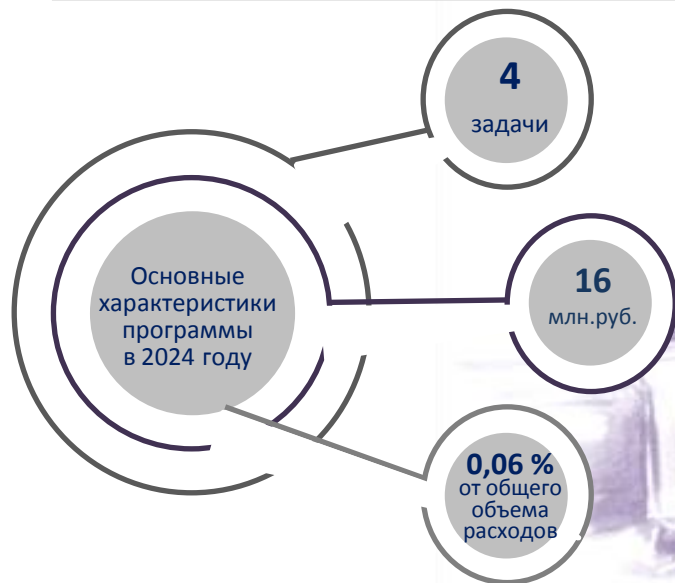 4
задачи
Основные
характеристики
программы
в 2024 году
16
млн.руб.
0,06 %
от общего
объема
расходов